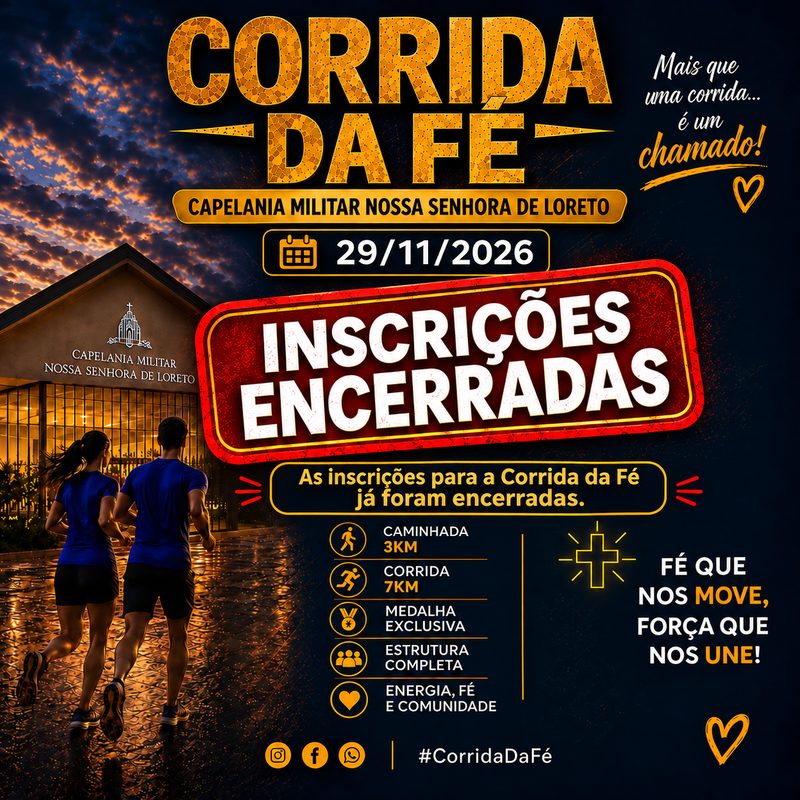 CORRIDA
DA FÉ
CAPELANIA MILITAR NOSSA SENHORA DE LORETO
29/11/2026
Mais que
uma corrida...
é um
chamado!
INSCRIÇÕES
ENCERRADAS
CAPELANIA MILITAR
NOSSA SENHORA DE LORETO
As inscrições para a Corrida da Fé
já foram encerradas.
CAMINHADA
3KM
CORRIDA
7KM
MEDALHA
EXCLUSIVA
ESTRUTURA
COMPLETA
ENERGIA, FÉ
E COMUNIDADE
FÉ QUE
NOS MOVE,
FORÇA QUE
NOS UNE!
#CorridaDaFé